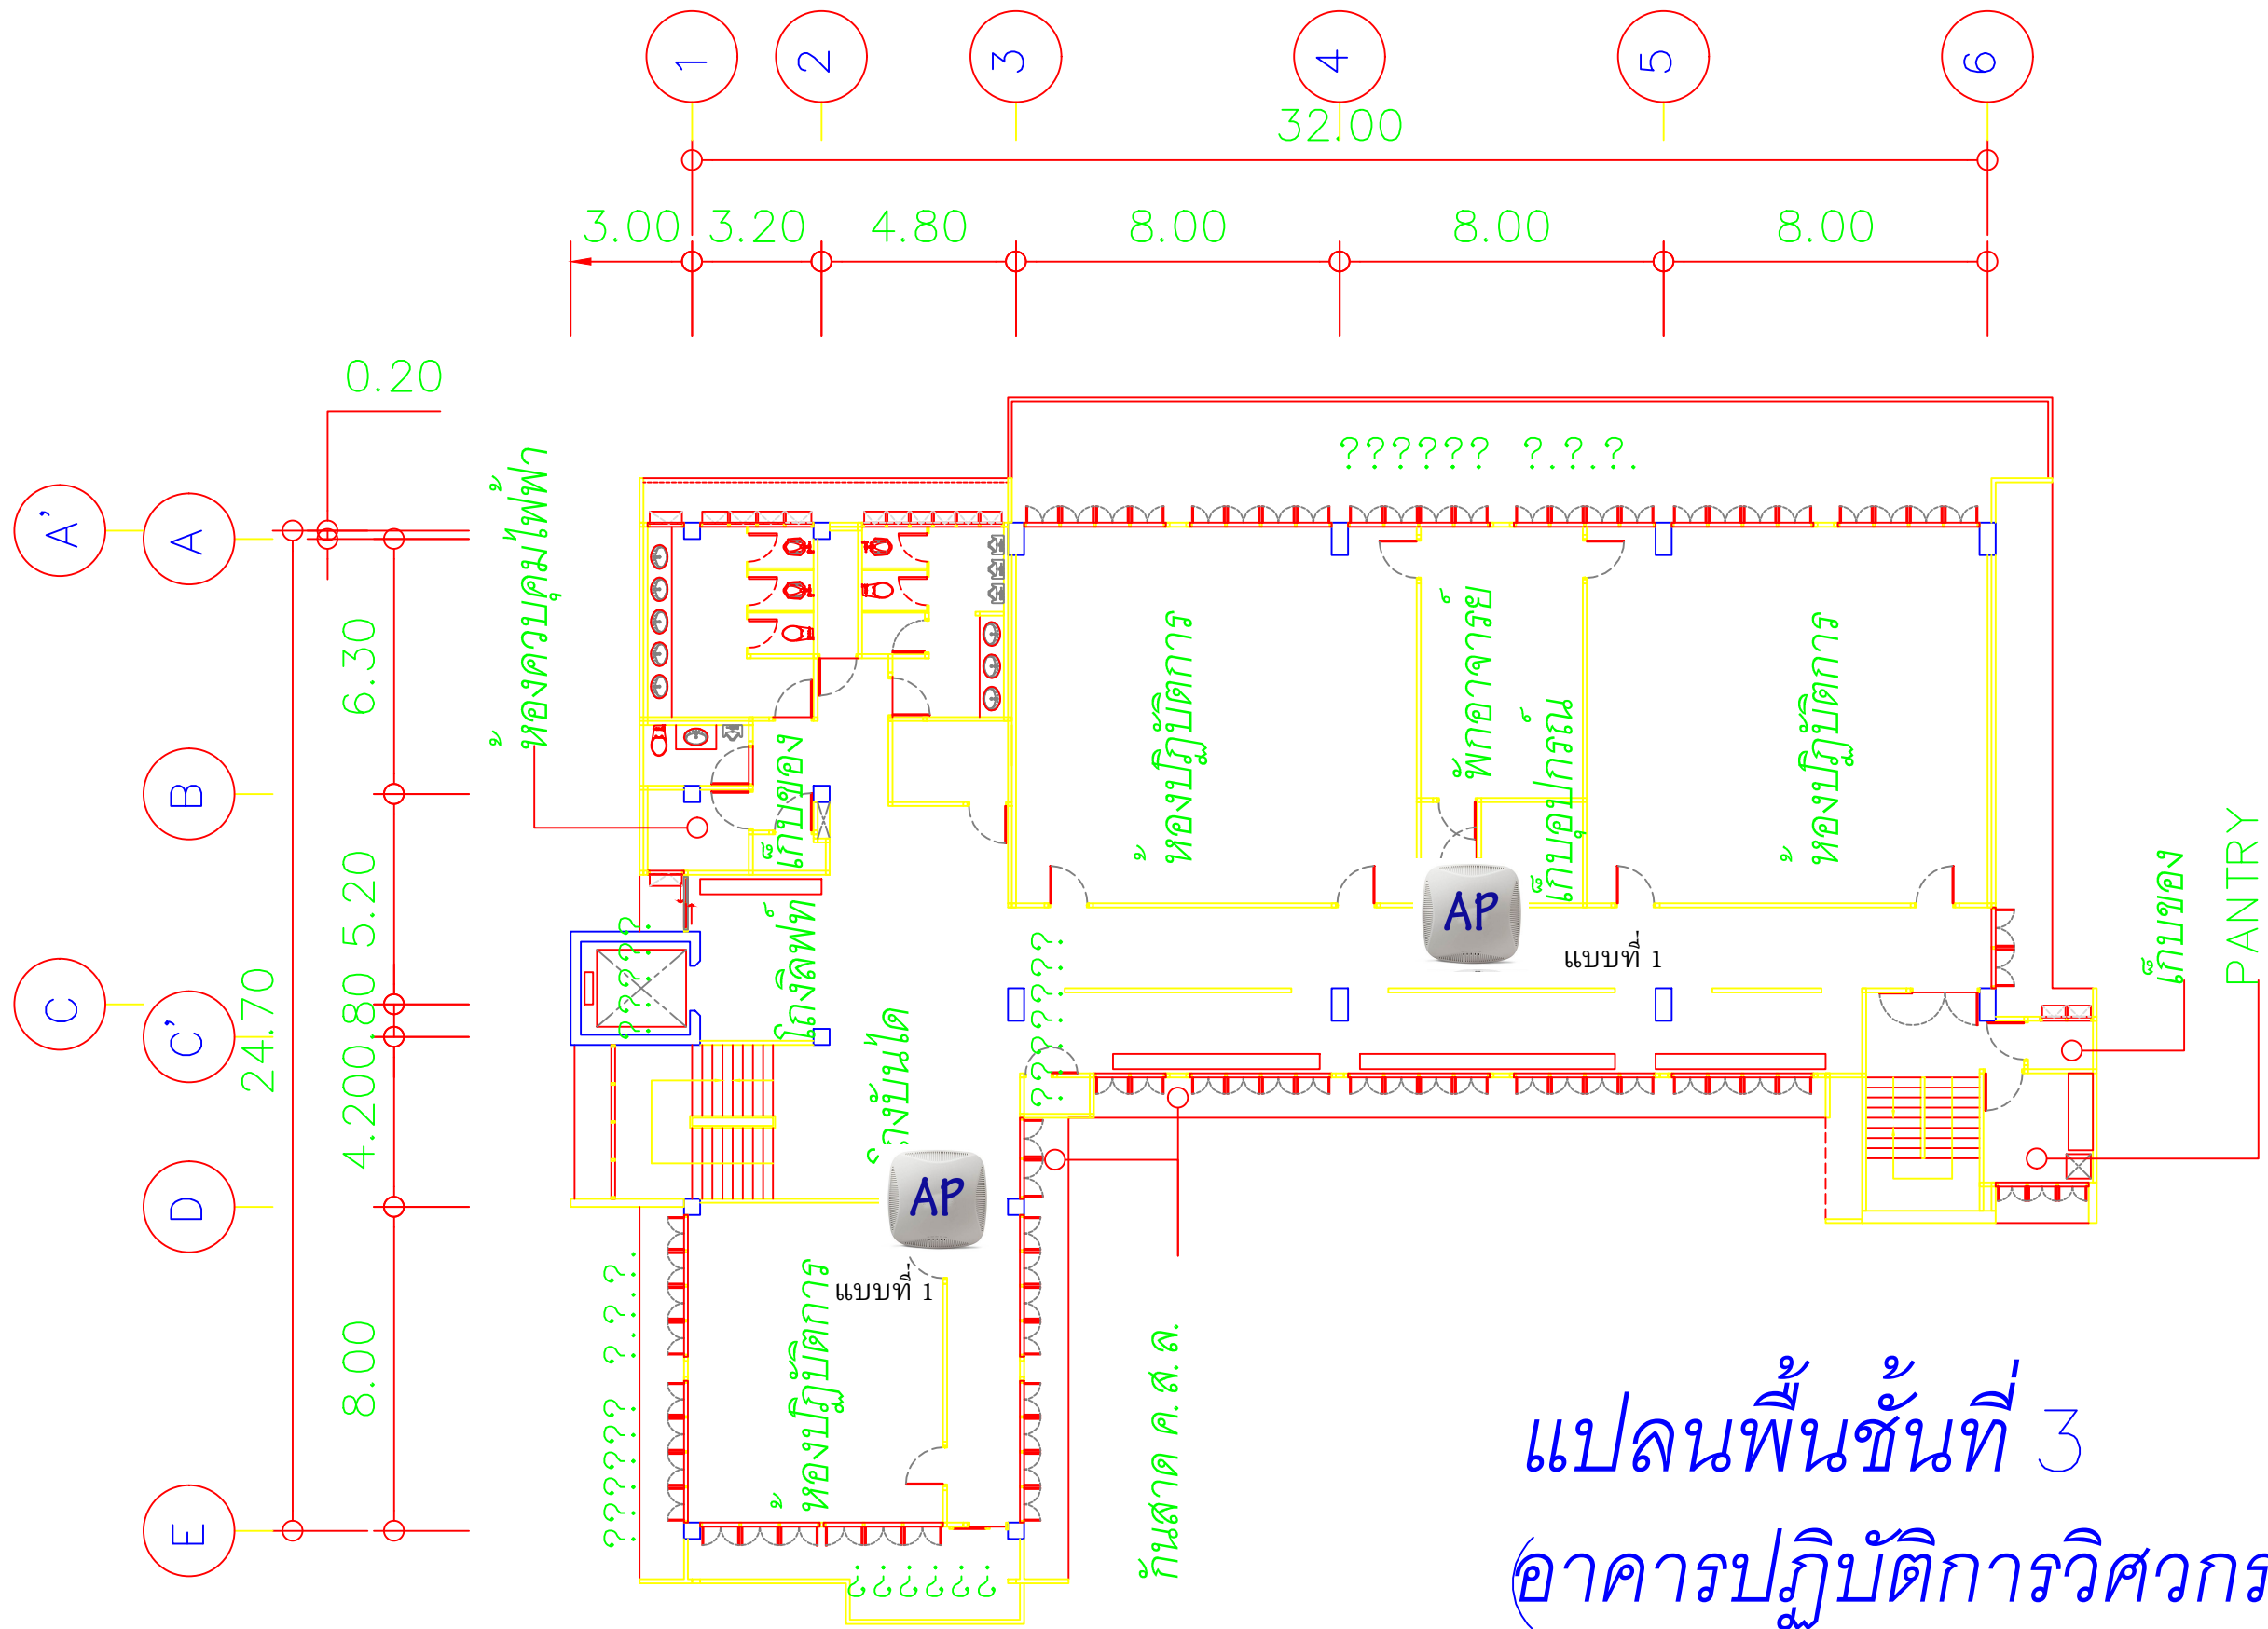 1 2 3 4 5 6
32.00
3.00 3.20 4.80 8.00 8.00 8.00
0.20
A' A
B
C C'
D
E
6.30
5.20
0.80
4.20
8.00
24.70
?????? ?.?.?.
ห้องควบคุมไฟฟ้า
เก็บของ
โถงลิฟท์
โถงบันได
ห้องปฏิบัติการ
พักอาจารย์
เก็บอุปกรณ์
ห้องปฏิบัติการ
AP
แบบที่ 1
เก็บของ
PANTRY
AP
แบบที่ 1
ห้องปฏิบัติการ
กันสาด ค.ส.ล.
??????
แปลนพื้นชั้นที่ 3
(อาคารปฏิบัติการวิศวกร